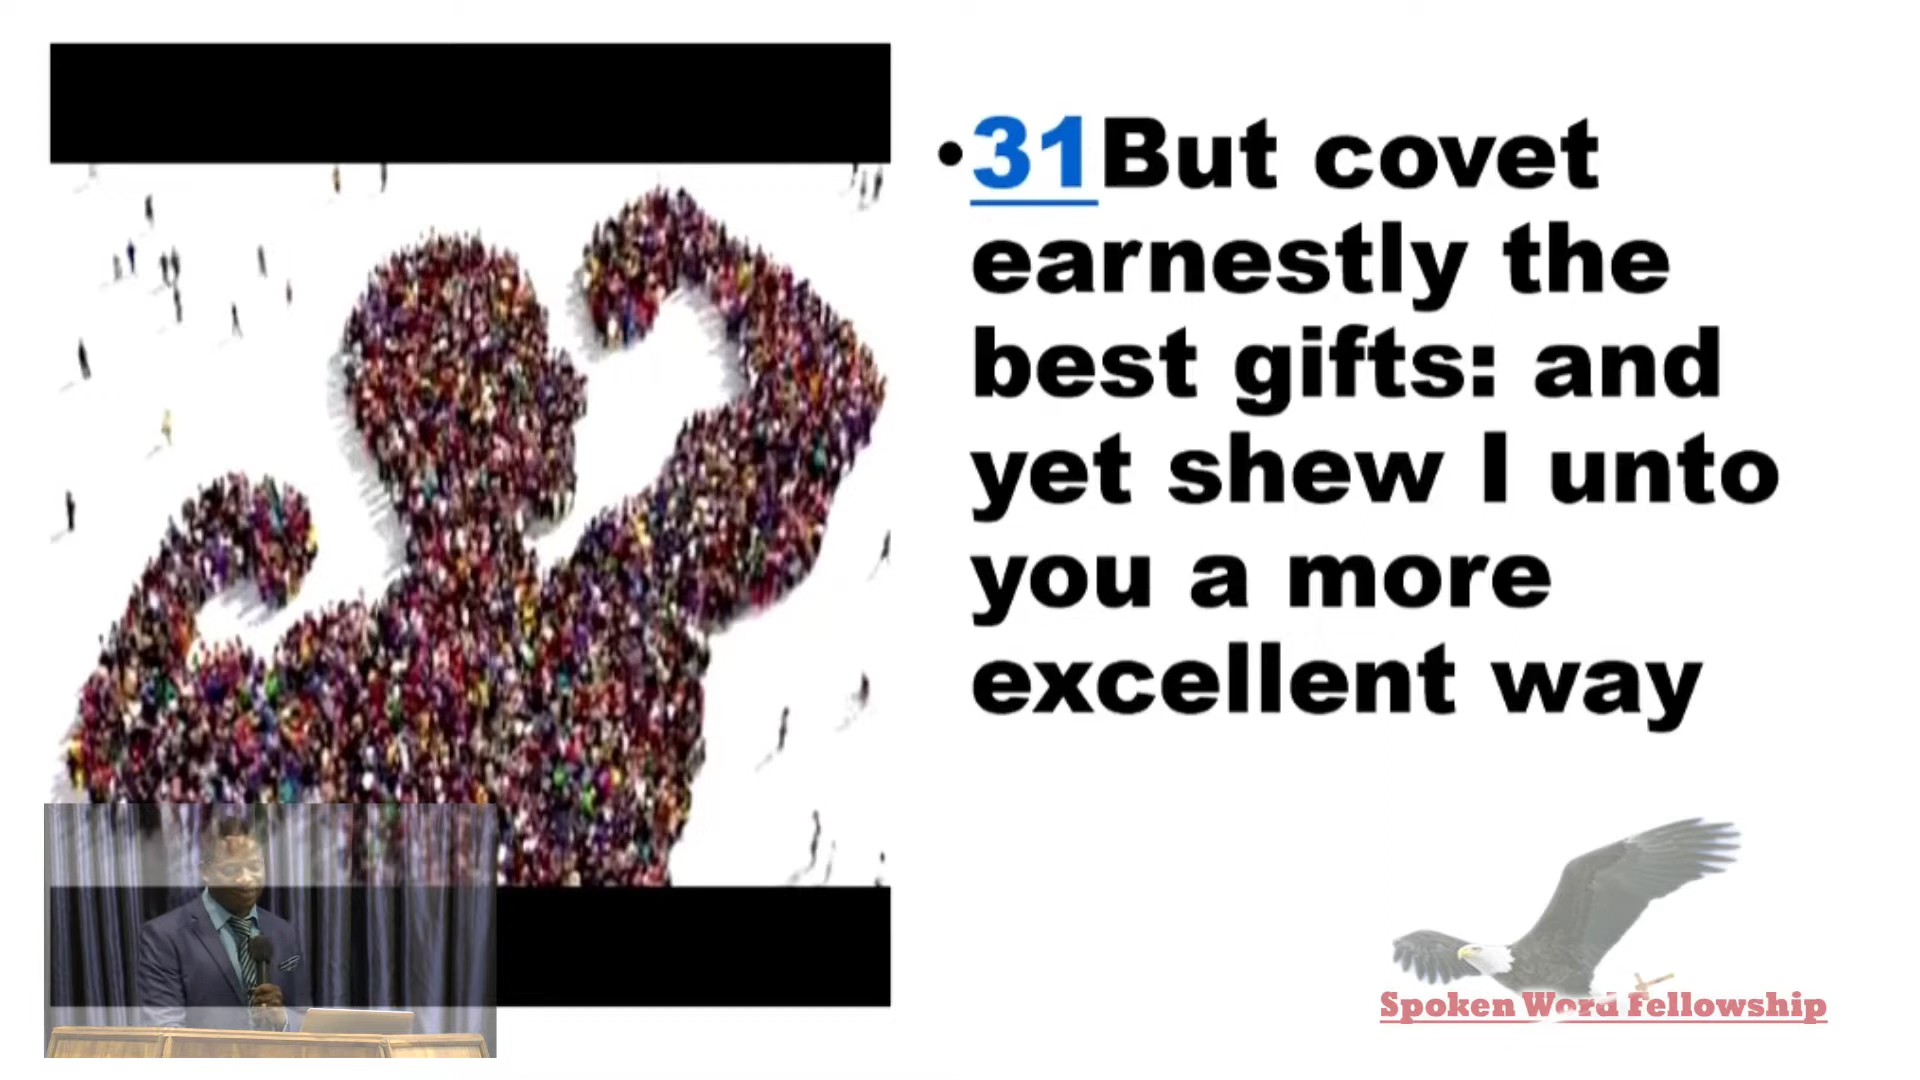 •31But covet
earnestly the
best gifts: and
yet shew I unto
you a more
excellent way
Spoken Word Fellowship